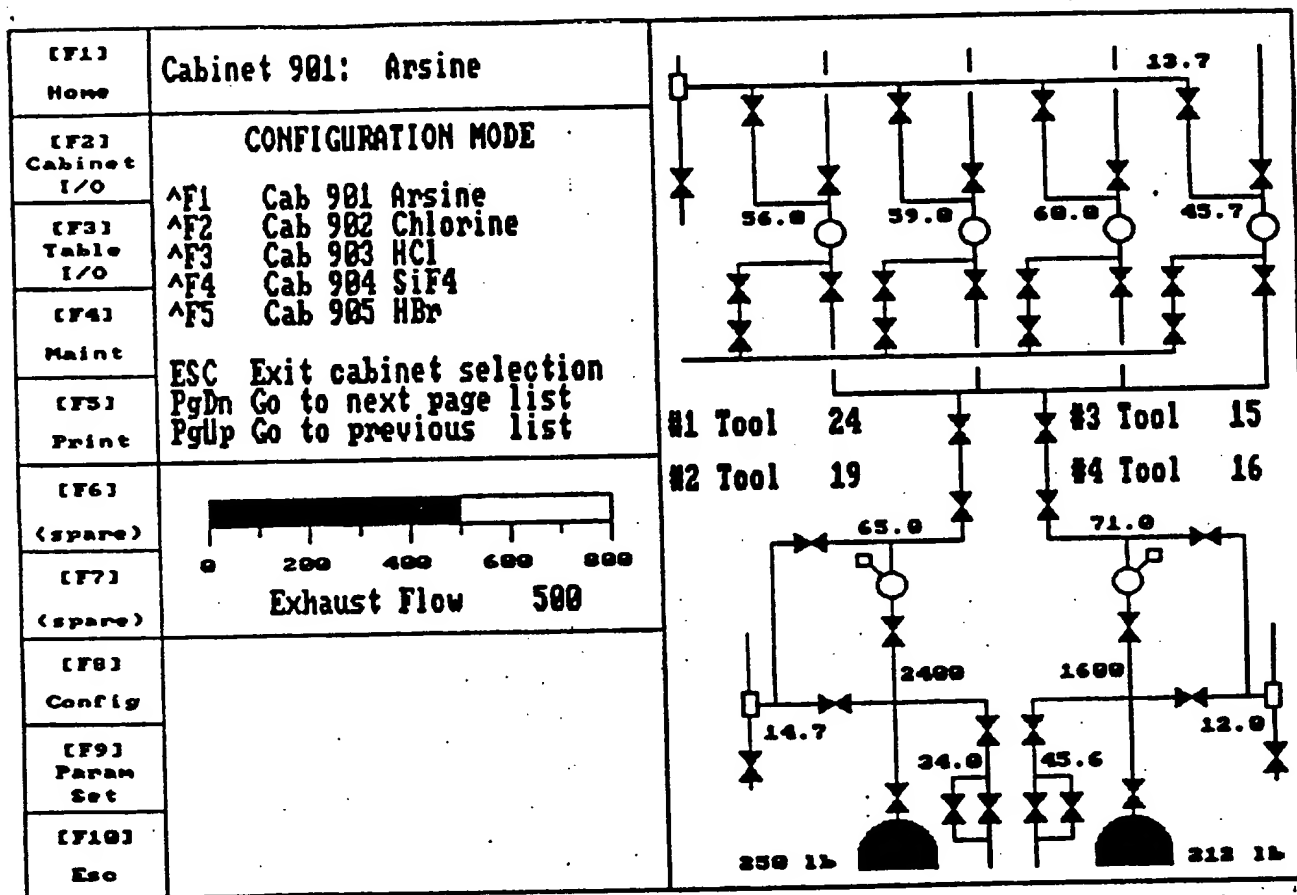 [F1]
Home
[F2]
Cabinet
I/O
[F3]
Table
I/O
[F4]
Maint
[F5]
Print
[F6]
(spare)
[F7]
(spare)
[F8]
Config
[F9]
Param
Set
[F10]
Esc
Cabinet 901: Arsine
CONFIGURATION MODE
^F1 Cab 901 Arsine
^F2 Cab 902 Chlorine
^F3 Cab 903 HCl
^F4 Cab 904 SiF4
^F5 Cab 905 HBr
ESC Exit cabinet selection
PgDn Go to next page list
PgUp Go to previous list
0 200 400 600 800
Exhaust Flow 500
13.7
56.0 59.0 60.0 45.7
#1 Tool 24 #3 Tool 15
#2 Tool 19 #4 Tool 16
65.0 71.0
2400 1600
14.7 12.0
34.0 45.6
250 lb 212 lb